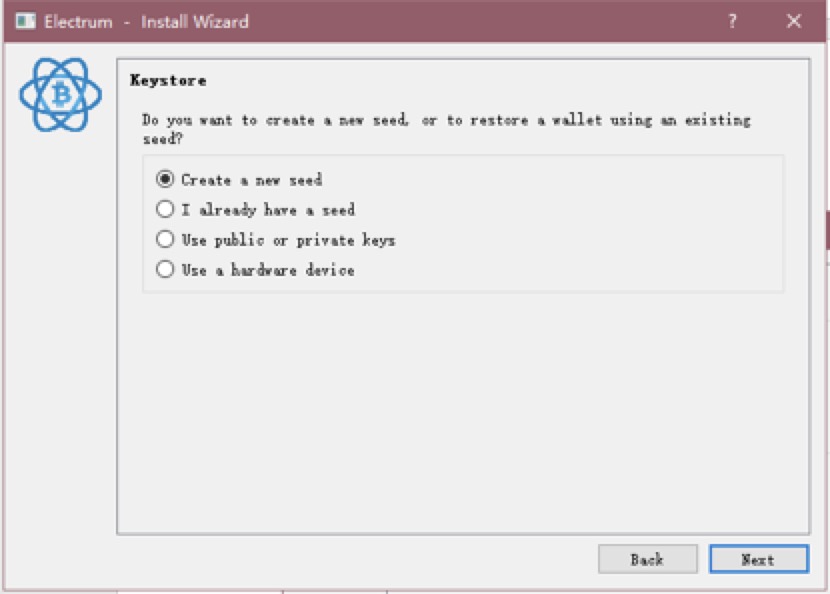 Electrum - Install Wizard
Keystore
Do you want to create a new seed, or to restore a wallet using an existing
seed?
Create a new seed
I already have a seed
Use public or private keys
Use a hardware device
Back Next